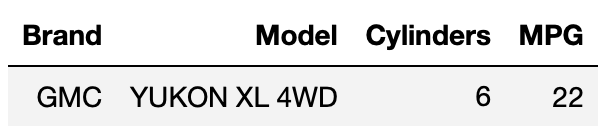 Brand Model Cylinders MPG
GMC YUKON XL 4WD 6 22